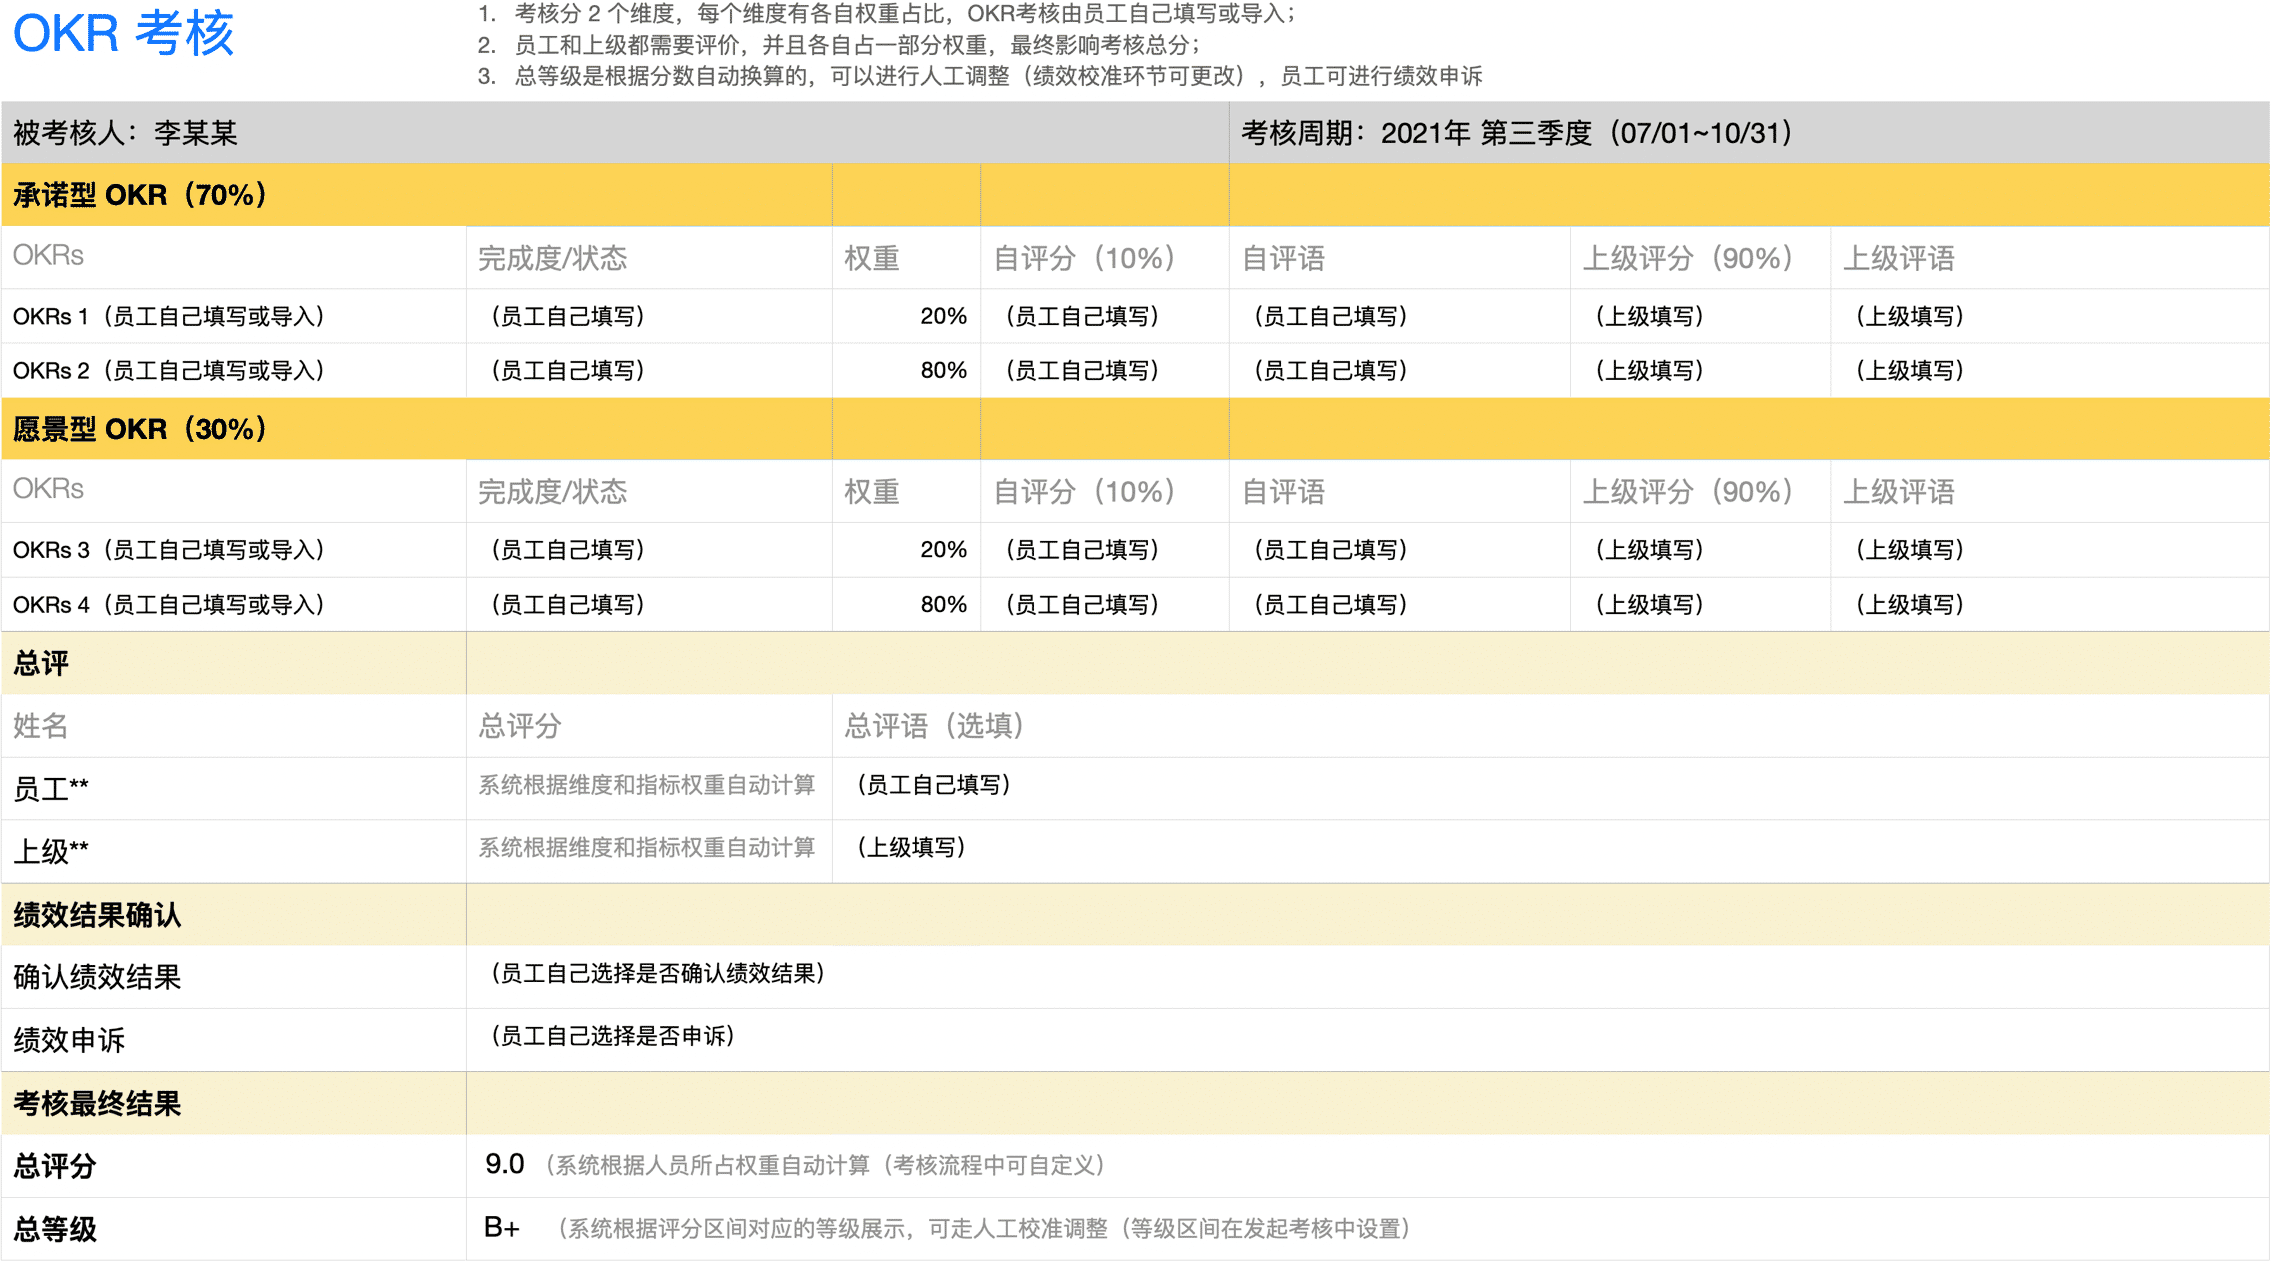 OKR 考核
1. 考核分 2 个维度，每个维度有各自权重占比，OKR考核由员工自己填写或导入；
2. 员工和上级都需要评价，并且各自占一部分权重，最终影响考核总分；
3. 总等级是根据分数自动换算的，可以进行人工调整（绩效校准环节可更改），员工可进行绩效申诉
被考核人：李某某 考核周期：2021年 第三季度（07/01~10/31）
承诺型 OKR（70%）
OKRs 完成度/状态 权重 自评分（10%） 自评语 上级评分（90%） 上级评语
OKRs 1（员工自己填写或导入） （员工自己填写） 20% （员工自己填写） （员工自己填写） （上级填写） （上级填写）
OKRs 2（员工自己填写或导入） （员工自己填写） 80% （员工自己填写） （员工自己填写） （上级填写） （上级填写）
愿景型 OKR（30%）
OKRs 完成度/状态 权重 自评分（10%） 自评语 上级评分（90%） 上级评语
OKRs 3（员工自己填写或导入） （员工自己填写） 20% （员工自己填写） （员工自己填写） （上级填写） （上级填写）
OKRs 4（员工自己填写或导入） （员工自己填写） 80% （员工自己填写） （员工自己填写） （上级填写） （上级填写）
总评
姓名 总评分 总评语（选填）
员工** 系统根据维度和指标权重自动计算 （员工自己填写）
上级** 系统根据维度和指标权重自动计算 （上级填写）
绩效结果确认
确认绩效结果 （员工自己选择是否确认绩效结果）
绩效申诉 （员工自己选择是否申诉）
考核最终结果
总评分 9.0 （系统根据人员所占权重自动计算（考核流程中可自定义）
总等级 B+ （系统根据评分区间对应的等级展示，可走人工校准调整（等级区间在发起考核中设置）